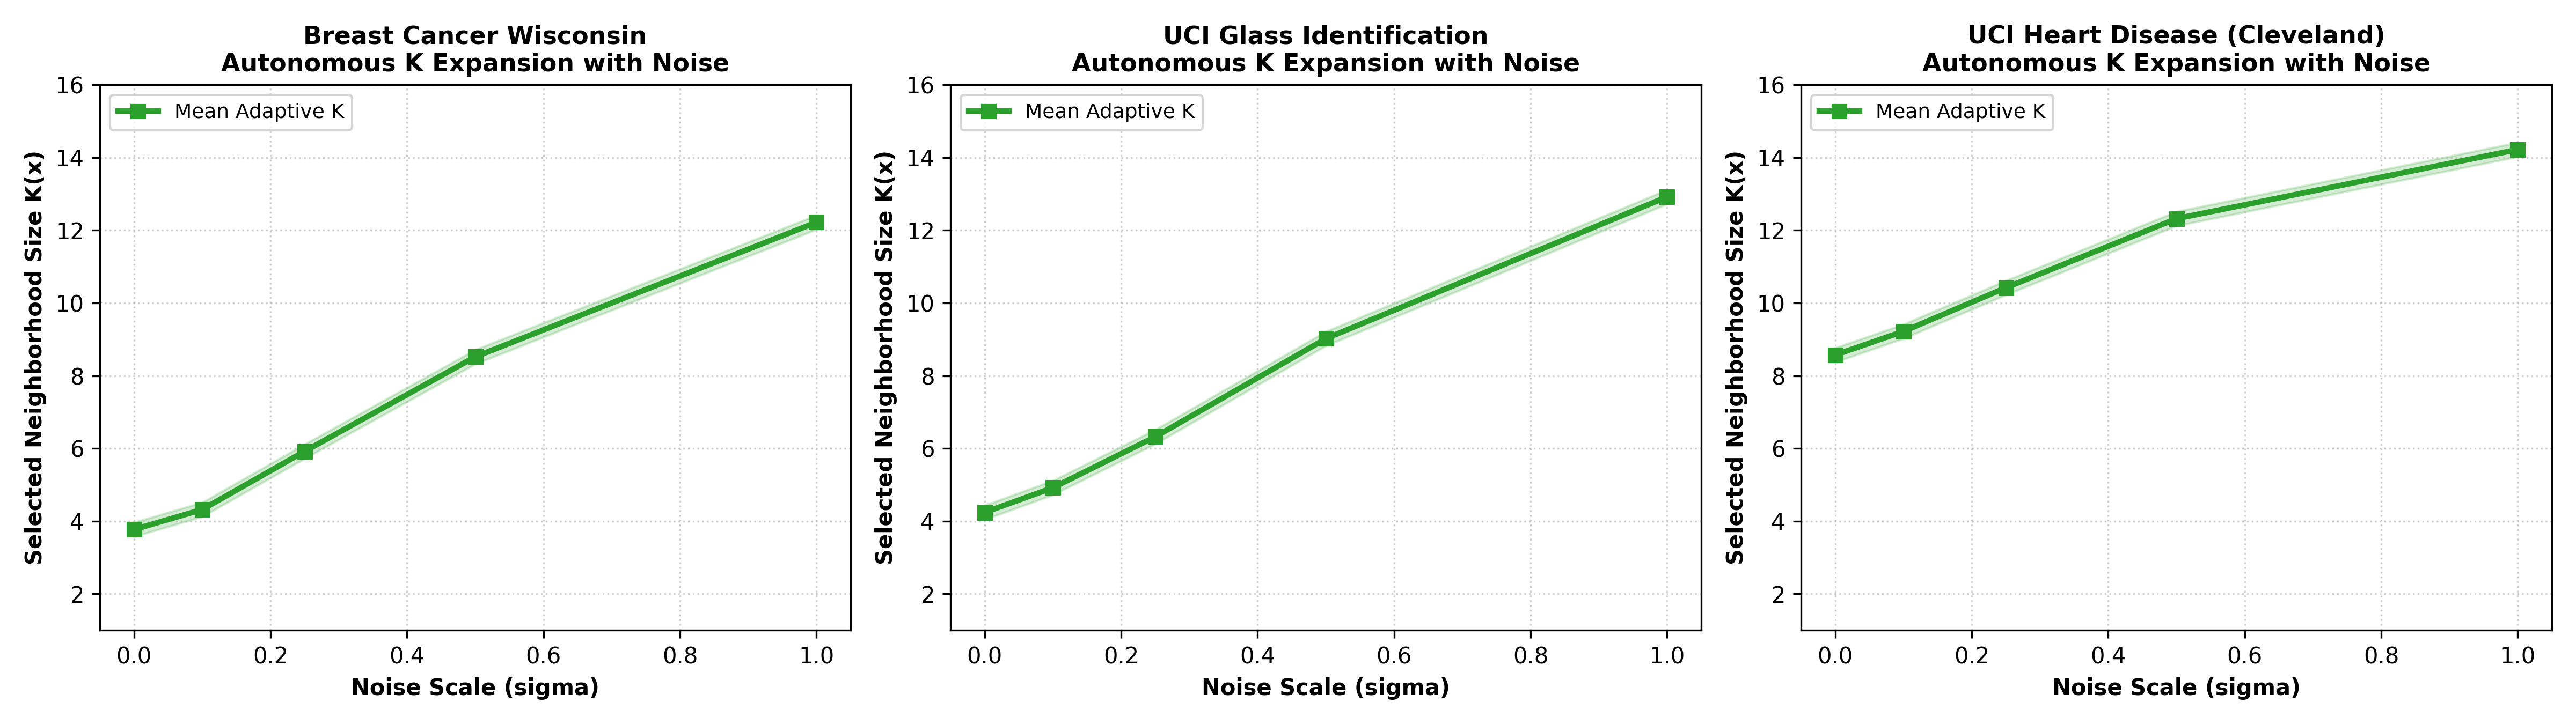 Breast Cancer Wisconsin
Autonomous K Expansion with Noise
Mean Adaptive K
Selected Neighborhood Size K(x)
16
14
12
10
8
6
4
2
0.0 0.2 0.4 0.6 0.8 1.0
Noise Scale (sigma)
UCI Glass Identification
Autonomous K Expansion with Noise
Mean Adaptive K
Selected Neighborhood Size K(x)
16
14
12
10
8
6
4
2
0.0 0.2 0.4 0.6 0.8 1.0
Noise Scale (sigma)
UCI Heart Disease (Cleveland)
Autonomous K Expansion with Noise
Mean Adaptive K
Selected Neighborhood Size K(x)
16
14
12
10
8
6
4
2
0.0 0.2 0.4 0.6 0.8 1.0
Noise Scale (sigma)